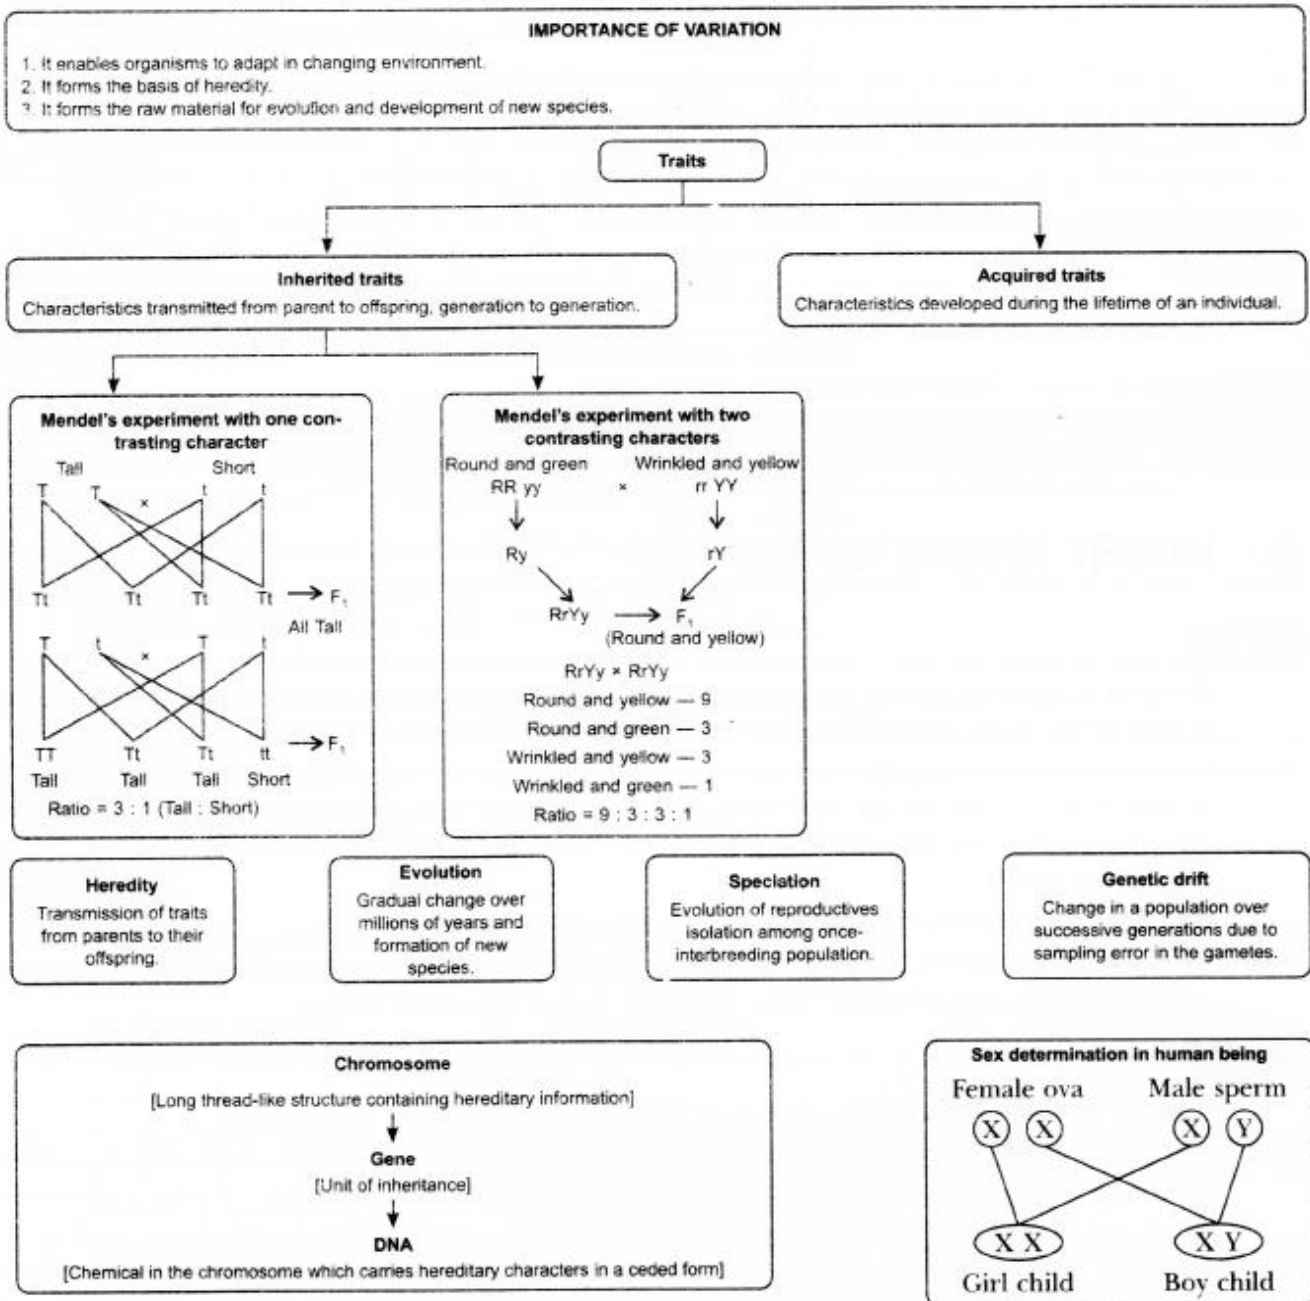 IMPORTANCE OF VARIATION
1. It enables organisms to adapt in changing environment.
2. It forms the basis of heredity.
3. It forms the raw material for evolution and development of new species.
Traits
Inherited traits
Characteristics transmitted from parent to offspring, generation to generation.
Acquired traits
Characteristics developed during the lifetime of an individual.
Mendel's experiment with one con-
trasting character
Tall Short
T T × t t
Tt Tt Tt Tt → F₁
All Tall
T t × T t
TT Tt Tt tt → F₁
Tall Tall Tall Short
Ratio = 3 : 1 (Tall : Short)
Mendel's experiment with two
contrasting characters
Round and green Wrinkled and yellow
RR yy × rr YY
Ry rY
RrYy → F₁
(Round and yellow)
RrYy × RrYy
Round and yellow — 9
Round and green — 3
Wrinkled and yellow — 3
Wrinkled and green — 1
Ratio = 9 : 3 : 3 : 1
Heredity
Transmission of traits
from parents to their
offspring.
Evolution
Gradual change over
millions of years and
formation of new
species.
Speciation
Evolution of reproductives
isolation among once-
interbreeding population.
Genetic drift
Change in a population over
successive generations due to
sampling error in the gametes.
Chromosome
[Long thread-like structure containing hereditary information]
Gene
[Unit of inheritance]
DNA
[Chemical in the chromosome which carries hereditary characters in a ceded form]
Sex determination in human being
Female ova Male sperm
X X X Y
X X X Y
Girl child Boy child